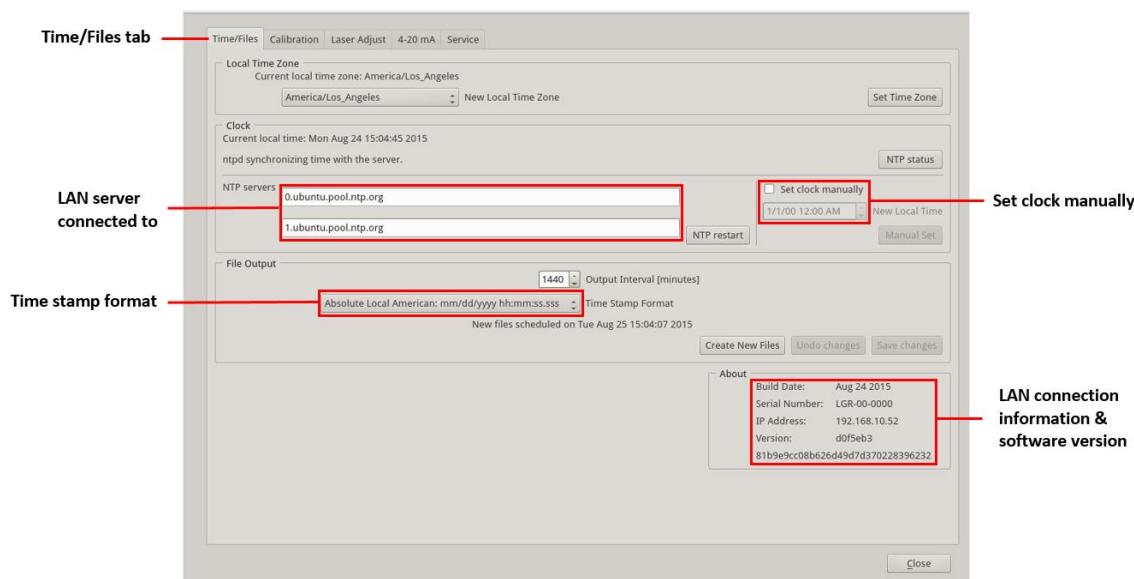 Time/Files tab
Time/Files Calibration Laser Adjust 4-20 mA Service
Local Time Zone
Current local time zone: America/Los_Angeles
America/Los_Angeles New Local Time Zone Set Time Zone
Clock
Current local time: Mon Aug 24 15:04:45 2015
ntpd synchronizing time with the server. NTP status
LAN server
connected to
NTP servers
0.ubuntu.pool.ntp.org
1.ubuntu.pool.ntp.org
NTP restart
Set clock manually
1/1/00 12:00 AM New Local Time
Manual Set
Set clock manually
File Output
1440 Output Interval [minutes]
Time stamp format
Absolute Local American: mm/dd/yyyy hh:mm:ss.sss Time Stamp Format
New files scheduled on Tue Aug 25 15:04:07 2015
Create New Files Undo changes Save changes
About
Build Date: Aug 24 2015
Serial Number: LGR-00-0000
IP Address: 192.168.10.52
Version: d0f5eb3
81b9e9cc08b626d49d7d370228396232
LAN connection
information &
software version
Close